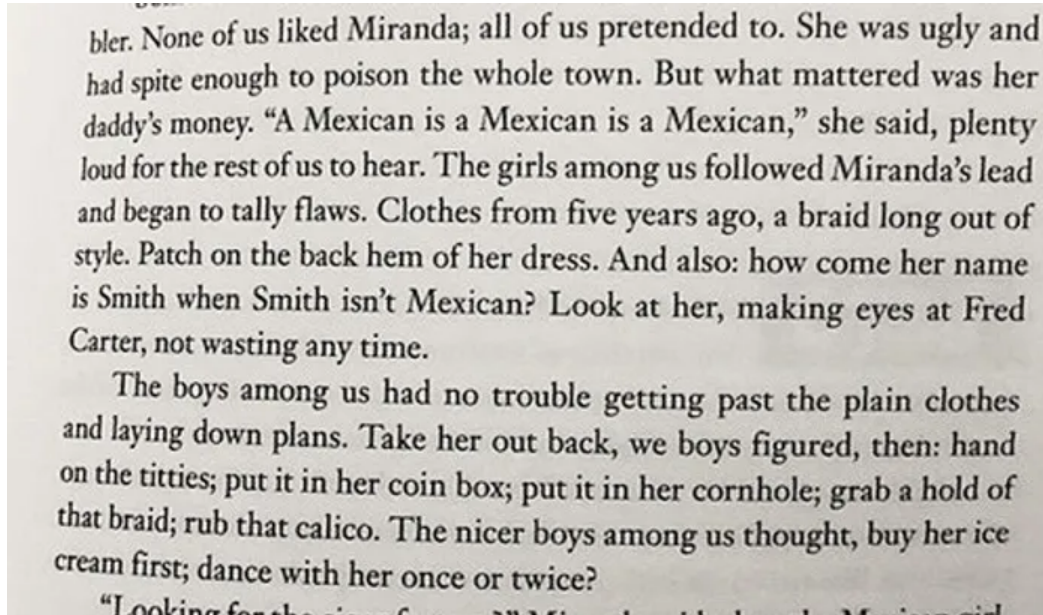 bler. None of us liked Miranda; all of us pretended to. She was ugly and
had spite enough to poison the whole town. But what mattered was her
daddy's money. “A Mexican is a Mexican is a Mexican,” she said, plenty
loud for the rest of us to hear. The girls among us followed Miranda's lead
and began to tally flaws. Clothes from five years ago, a braid long out of
style. Patch on the back hem of her dress. And also: how come her name
is Smith when Smith isn't Mexican? Look at her, making eyes at Fred
Carter, not wasting any time.
The boys among us had no trouble getting past the plain clothes
and laying down plans. Take her out back, we boys figured, then: hand
on the titties; put it in her coin box; put it in her cornhole; grab a hold of
that braid; rub that calico. The nicer boys among us thought, buy her ice
cream first; dance with her once or twice?
“Looking for the